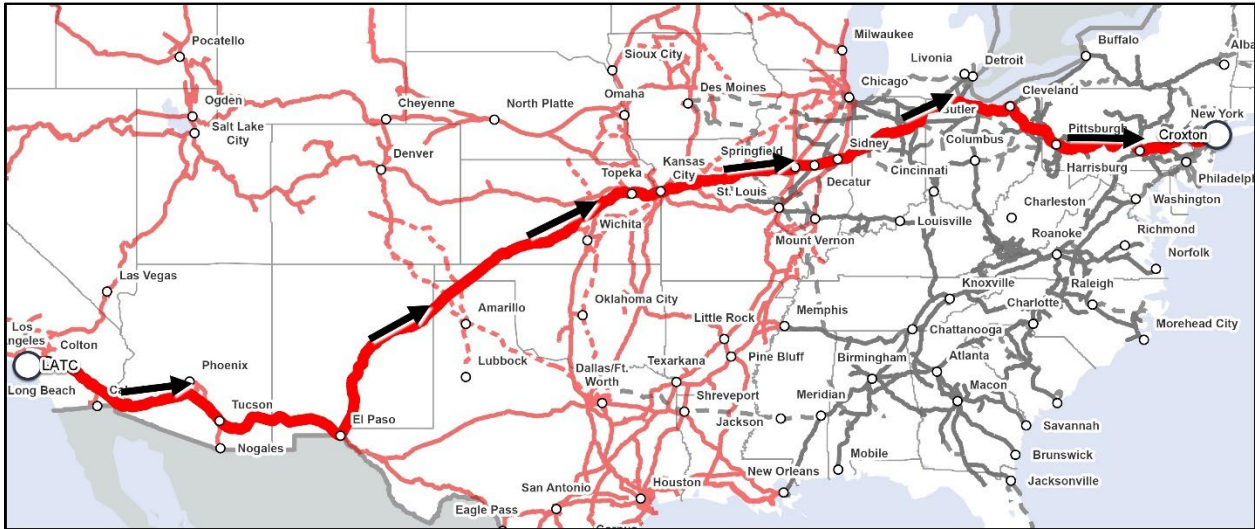 Pocatello
Ogden
Salt Lake
City
Cheyenne
North Platte
Denver
Sioux City
Omaha
Des Moines
Milwaukee
Chicago
Livonia
Detroit
Buffalo
Cleveland
New York
Butler
Pittsburgh
Croxton
Harrisburg
Philadelph
Columbus
Springfield
Sidney
Decatur
Kansas
City
Topeka
St. Louis
Cincinnati
Charleston
Washington
Wichita
Mount Vernon
Louisville
Roanoke
Richmond
Norfolk
Las Vegas
Amarillo
Oklahoma City
Knoxville
Charlotte
Raleigh
Los
Colton
LATC
Long Beach
Phoenix
Lubbock
Little Rock
Memphis
Chattanooga
Morehead City
Texarkana
Pine Bluff
Birmingham
Atlanta
Dallas/Ft.
Worth
Shreveport
Meridian
Macon
Tucson
El Paso
Jackson
Savannah
Nogales
New Orleans
Mobile
Brunswick
San Antonio
Houston
Jacksonville
Eagle Pass